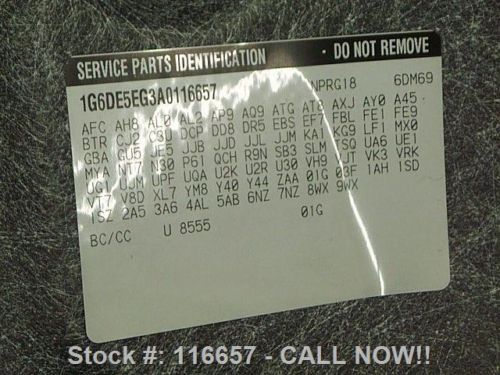 SERVICE PARTS IDENTIFICATION · DO NOT REMOVE
1G6DE5EG3A0116657 NPRG18 6DM69
AFC AH8 AL0 AL2 AP9 AQ9 ATG AT8 AXJ AY0 A45
BTR CJ2 C3U DCP DD8 DR5 EBS EF7 FBL FE1 FE9
GBA GU5 JF5 JJB JJD JJL JJM KA1 KG9 LF1 MX0
MYA NT7 N30 P61 QCH R9N SB3 SLM TSQ UA6 UE1
UG1 UJM UPF UQA U2K U2R U30 VH9 VJT VK3 VRK
VT7 V8D XL7 YM8 Y40 Y44 ZAA 01G 03F 1AH 1SD
1SZ 2A5 3A6 4AL 5AB 6NZ 7NZ 8WX 9WX
BC/CC U 8555 01G
Stock #: 116657 - CALL NOW!!